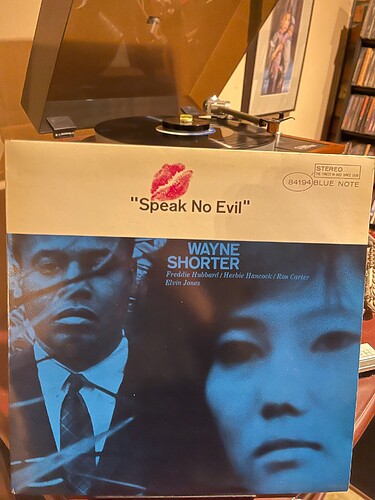 STEREO
84194 BLUE NOTE
"Speak No Evil"
WAYNE
SHORTER
Freddie Hubbard / Herbie Hancock / Ron Carter
Elvin Jones